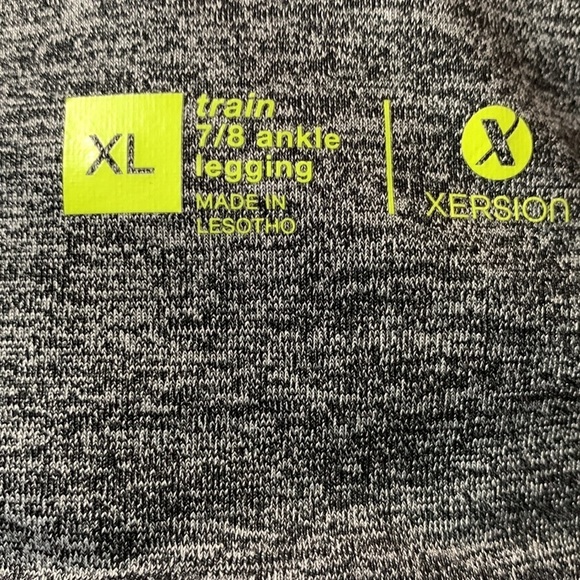 XL
train
7/8 ankle
legging
MADE IN
LESOTHO
X
XERSION